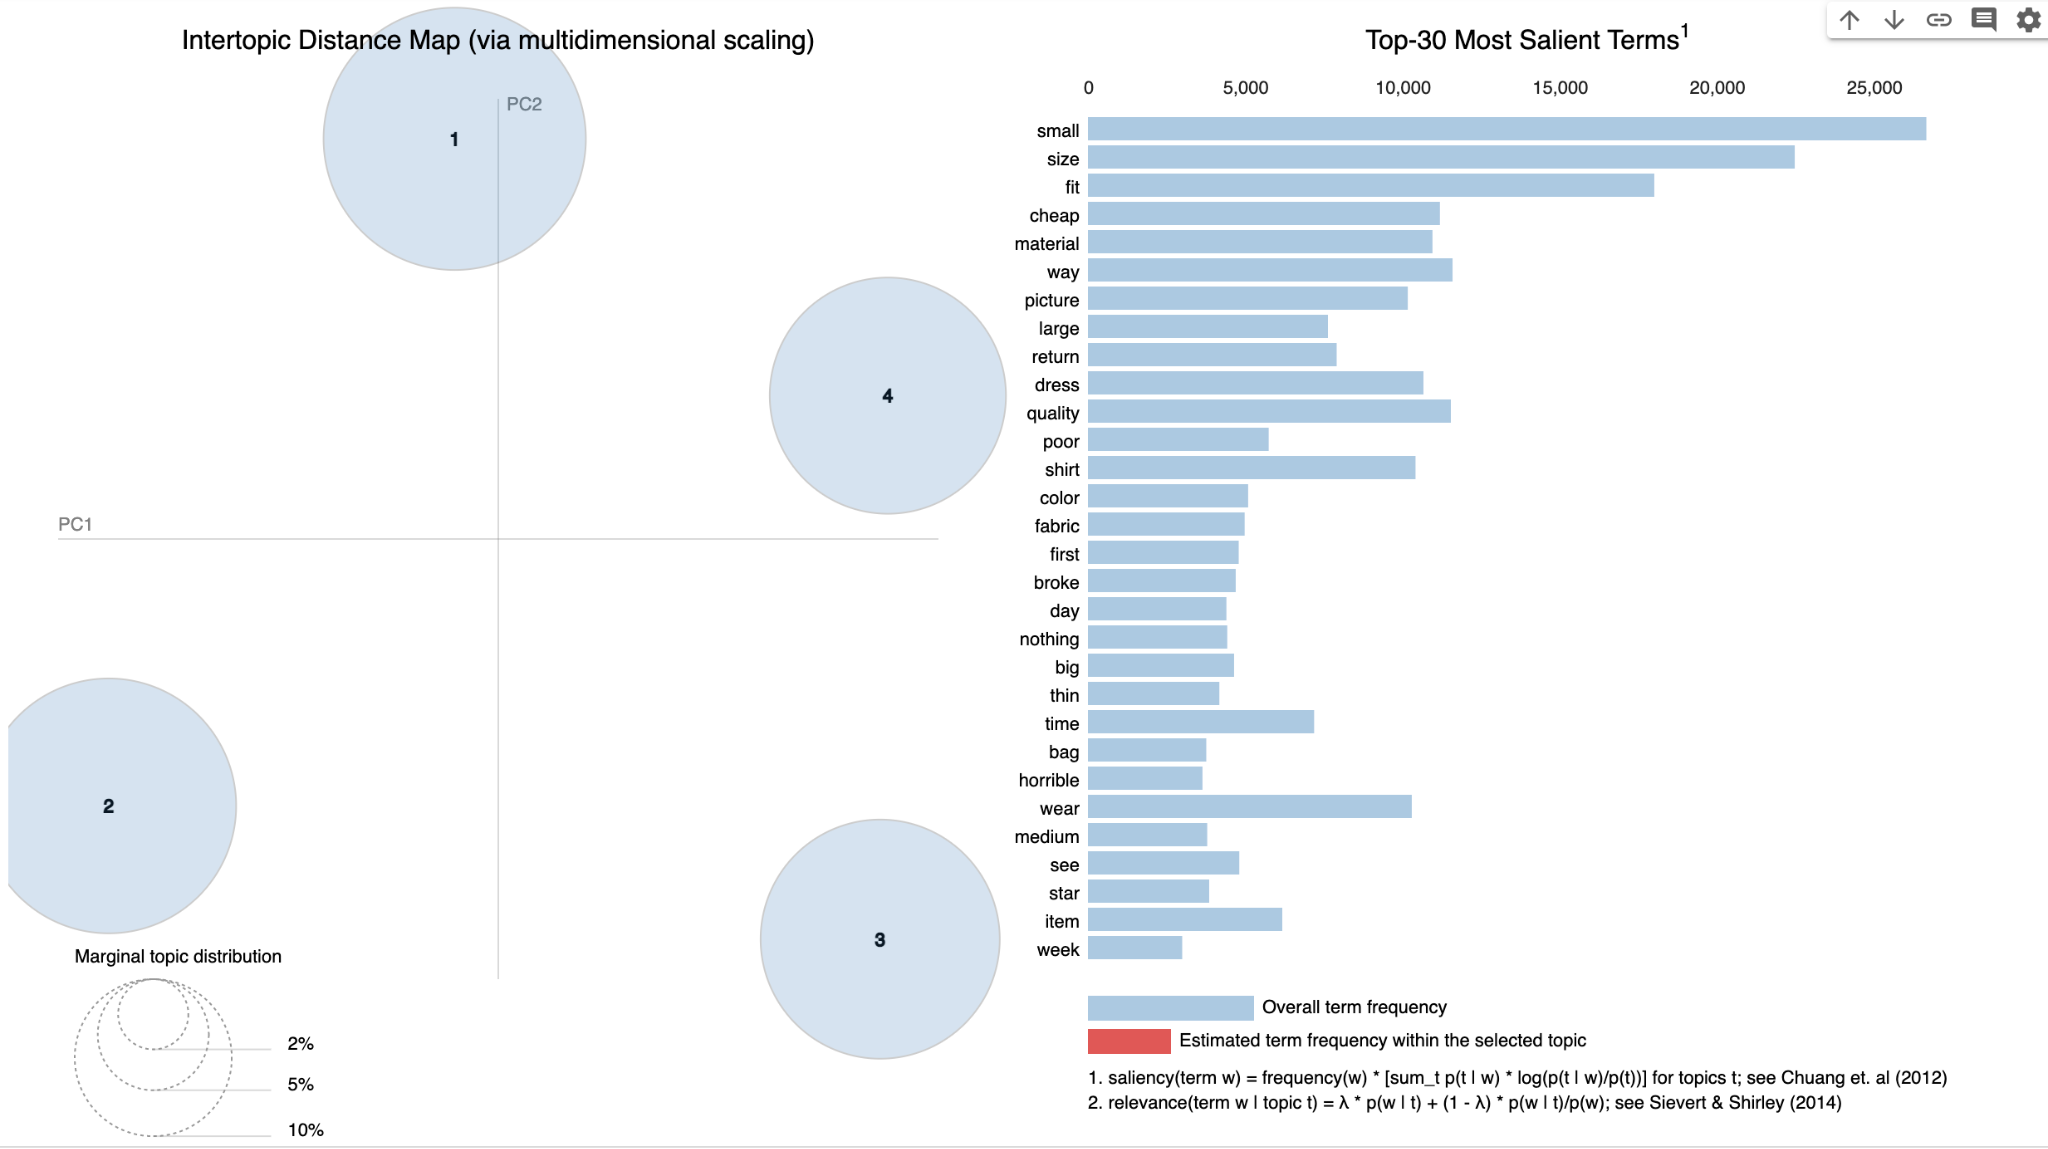 Intertopic Distance Map (via multidimensional scaling)
PC2
1
4
PC1
2
3
Marginal topic distribution
2%
5%
10%
Top-30 Most Salient Terms1
0 5,000 10,000 15,000 20,000 25,000
small
size
fit
cheap
material
way
picture
large
return
dress
quality
poor
shirt
color
fabric
first
broke
day
nothing
big
thin
time
bag
horrible
wear
medium
see
star
item
week
Overall term frequency
Estimated term frequency within the selected topic
1. saliency(term w) = frequency(w) * [sum_t p(t | w) * log(p(t | w)/p(t))] for topics t; see Chuang et. al (2012)
2. relevance(term w | topic t) = λ * p(w | t) + (1 - λ) * p(w | t)/p(w); see Sievert & Shirley (2014)